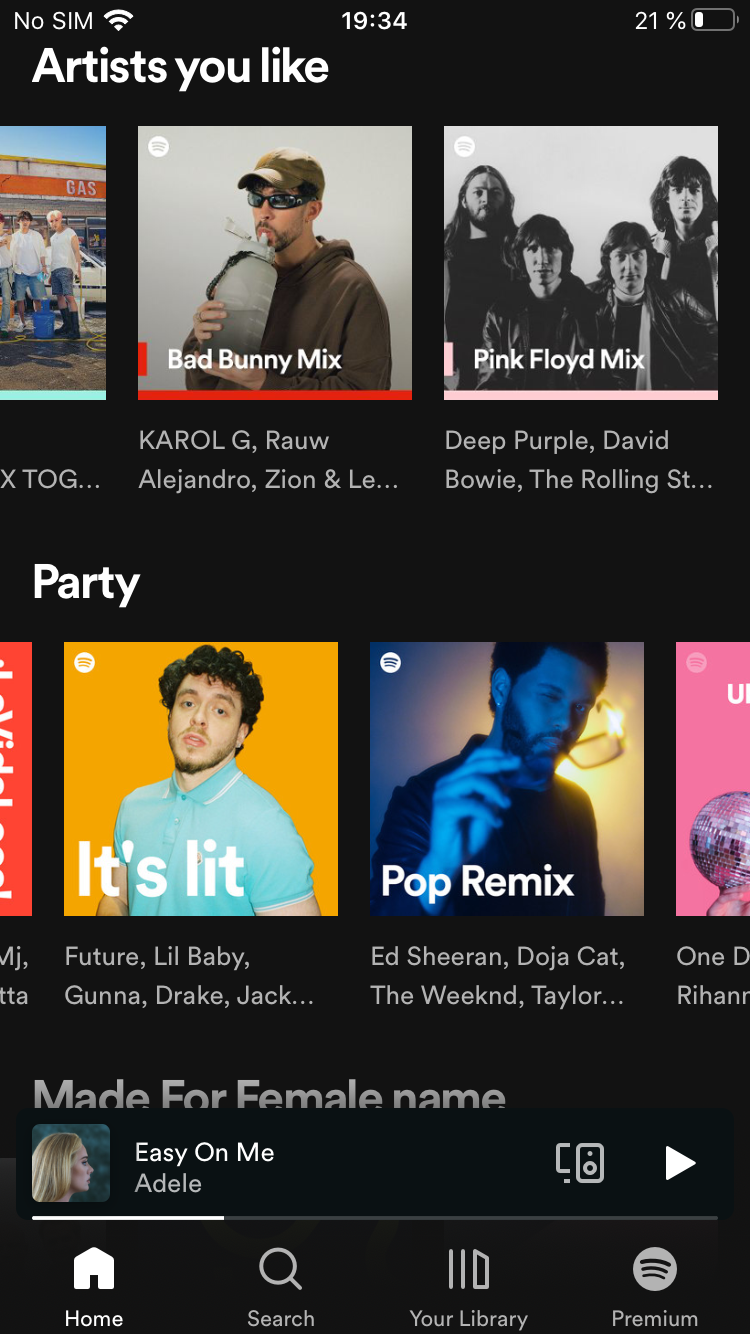 No SIM
19:34
21 %
Artists you like
GAS
Bad Bunny Mix
Pink Floyd Mix
X TOG...
KAROL G, Rauw
Alejandro, Zion & Le...
Deep Purple, David
Bowie, The Rolling St...
Party
It's lit
Pop Remix
Mj,
tta
Future, Lil Baby,
Gunna, Drake, Jack...
Ed Sheeran, Doja Cat,
The Weeknd, Taylor...
One D
Rihann
Made For Female name
Easy On Me
Adele
Home
Search
Your Library
Premium